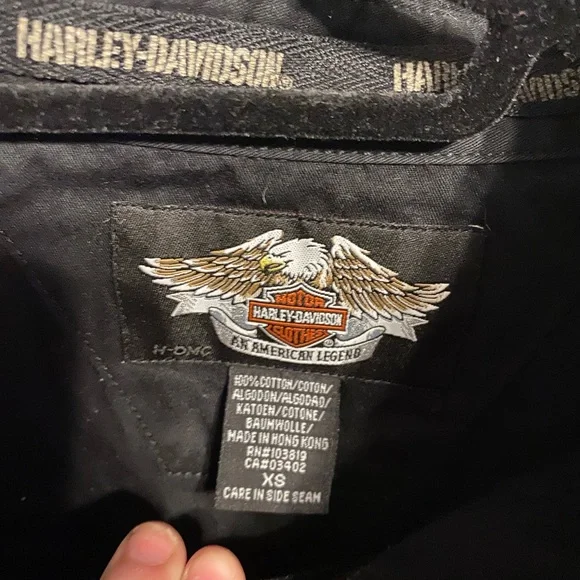 HARLEY-DAVIDSON® HARLEY-DAVIDSON
MOTOR
HARLEY-DAVIDSON
CLOTHES
®
AN AMERICAN LEGEND
H-DMC
100% COTTON/COTON/
ALGODON/ALGODAO/
KATOEN/COTONE/
BAUMWOLLE/
MADE IN HONG KONG
RN#103819
CA#03402
XS
CARE IN SIDE SEAM